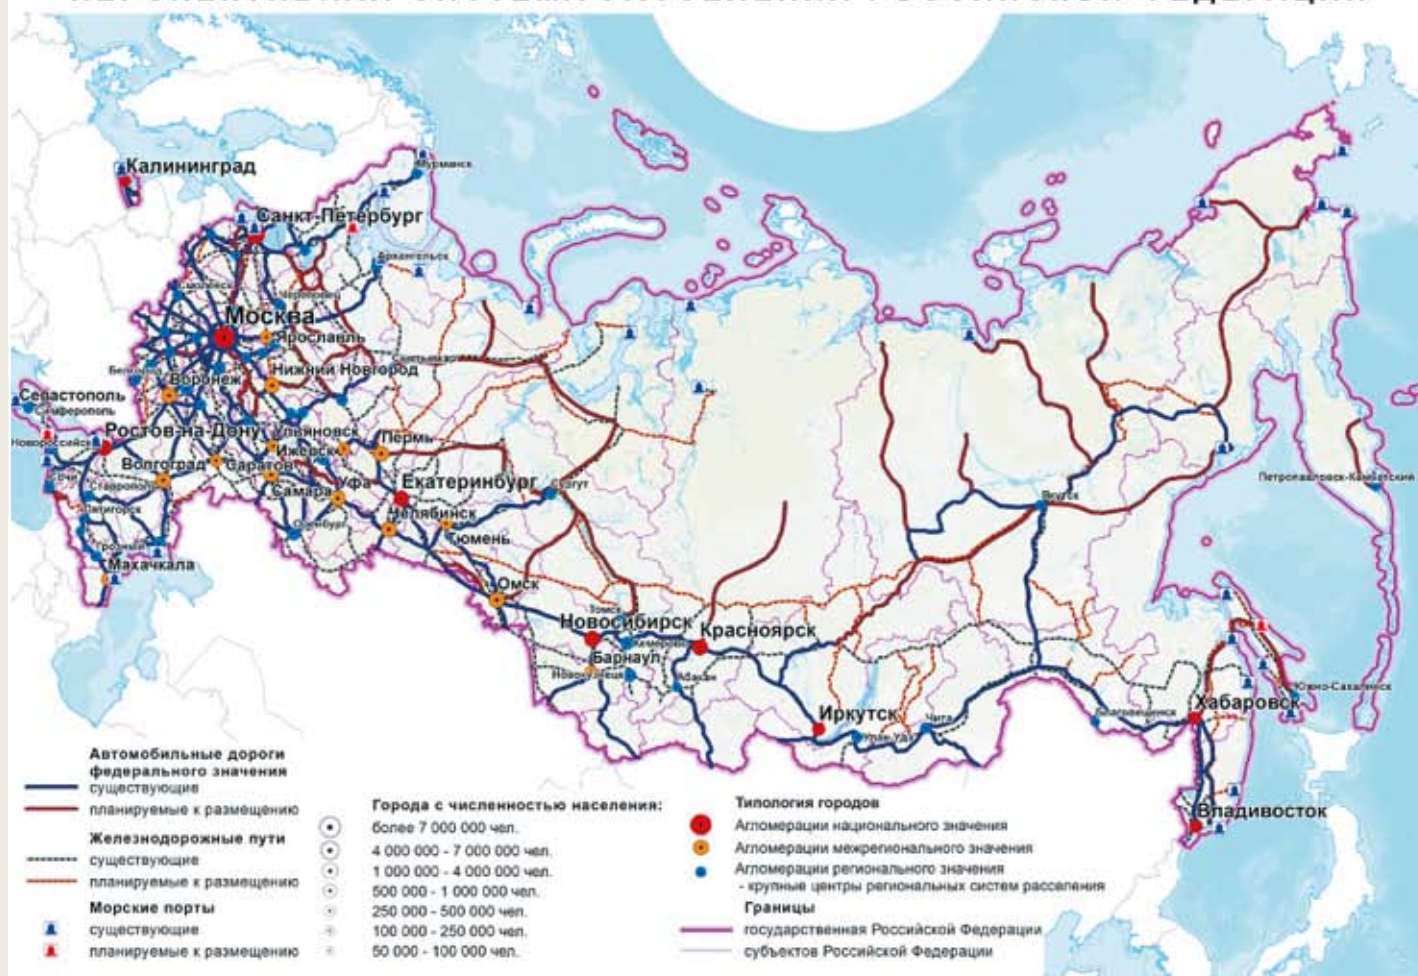 Калининград
Мурманск
Санкт-Петербург
Архангельск
Смоленск
Череповец
Москва
Ярославль
Сыктывкар
Белгород
Воронеж
Нижний Новгород
Севастополь
Симферополь
Ростов-на-Дону
Ульяновск
Новороссийск
Ижевск
Пермь
Волгоград
Саратов
Сочи
Ставрополь
Самара
Уфа
Екатеринбург
Сургут
Якутск
Петропавловск-Камчатский
Пятигорск
Оренбург
Челябинск
Тюмень
Грозный
Махачкала
Омск
Томск
Новосибирск
Красноярск
Кемерово
Барнаул
Новокузнецк
Абакан
Иркутск
Чита
Улан-Удэ
Благовещенск
Хабаровск
Южно-Сахалинск
Владивосток
Автомобильные дороги
федерального значения
существующие
планируемые к размещению
Железнодорожные пути
существующие
планируемые к размещению
Морские порты
существующие
планируемые к размещению
Города с численностью населения:
более 7 000 000 чел.
4 000 000 - 7 000 000 чел.
1 000 000 - 4 000 000 чел.
500 000 - 1 000 000 чел.
250 000 - 500 000 чел.
100 000 - 250 000 чел.
50 000 - 100 000 чел.
Типология городов
Агломерации национального значения
Агломерации межрегионального значения
Агломерации регионального значения
- крупные центры региональных систем расселения
Границы
государственная Российской Федерации
субъектов Российской Федерации